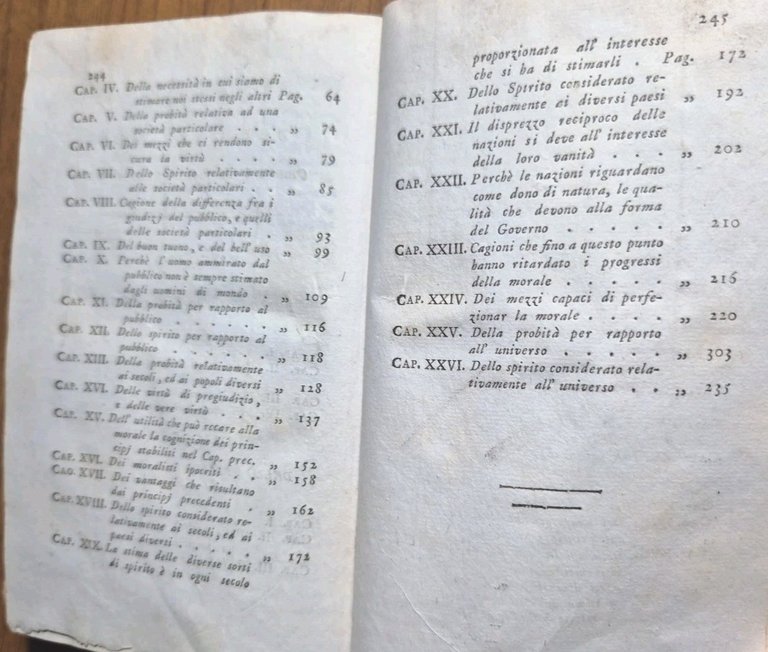 244
CAP. IV. Della necessità in cui siamo di
stimare noi stessi negli altri Pag. 64
CAP. V. Della probità relativa ad una
società particolare . . . „ 74
CAP. VI. Dei mezzi che ci rendono si-
cura la virtù . . . . „ 79
CAP. VII. Dello Spirito relativamente
alle società particolari . . „ 85
CAP. VIII. Cagione della differenza fra i
giudizj del pubblico, e quelli
delle società particolari . „ 93
CAP. IX. Del buon tuono, e del bell' uso „ 99
CAP. X. Perchè l'uomo ammirato dal
pubblico non è sempre stimato
dagli uomini di mondo . „ 109
CAP. XI. Della probità per rapporto al
pubblico . . . . . . „ 116
CAP. XII. Dello spirito per rapporto al
pubblico . . . . . . „ 118
CAP. XIII. Della probità relativamente
ai secoli, ed ai popoli diversi „ 128
CAP. XVI. Delle virtù di pregiudizio,
e delle vere virtù . . . „ 137
CAP. XV. Dell' utilità che può recare alla
morale la cognizione dei prin-
cipj stabiliti nel Cap. prec. „ 152
CAP. XVI. Dei moralisti ipocriti . . „ 158
CAO. XVII. Dei vantaggi che risultano
dai principj precedenti . „ 162
CAP. XVIII. Dello spirito considerato re-
lativamente ai secoli, ed ai
paesi diversi . . . . . „ 172
CAP. XIX. La stima delle diverse sorti
di spirito è in ogni secolo
245
proporzionata all' interesse
che si ha di stimarli . Pag. 172
CAP. XX. Dello Spirito considerato re-
lativamente ai diversi paesi „ 192
CAP. XXI. Il disprezzo reciproco delle
nazioni si deve all' interesse
della loro vanità . . . „ 202
CAP. XXII. Perchè le nazioni riguardano
come dono di natura, le qua-
lità che devono alla forma
del Governo . . . . . „ 210
CAP. XXIII. Cagioni che fino a questo punto
hanno ritardato i progressi
della morale . . . . . „ 216
CAP. XXIV. Dei mezzi capaci di perfe-
zionar la morale . . . . „ 220
CAP. XXV. Della probità per rapporto
all' universo . . . . . „ 303
CAP. XXVI. Dello spirito considerato rela-
tivamente all' universo . . „ 235